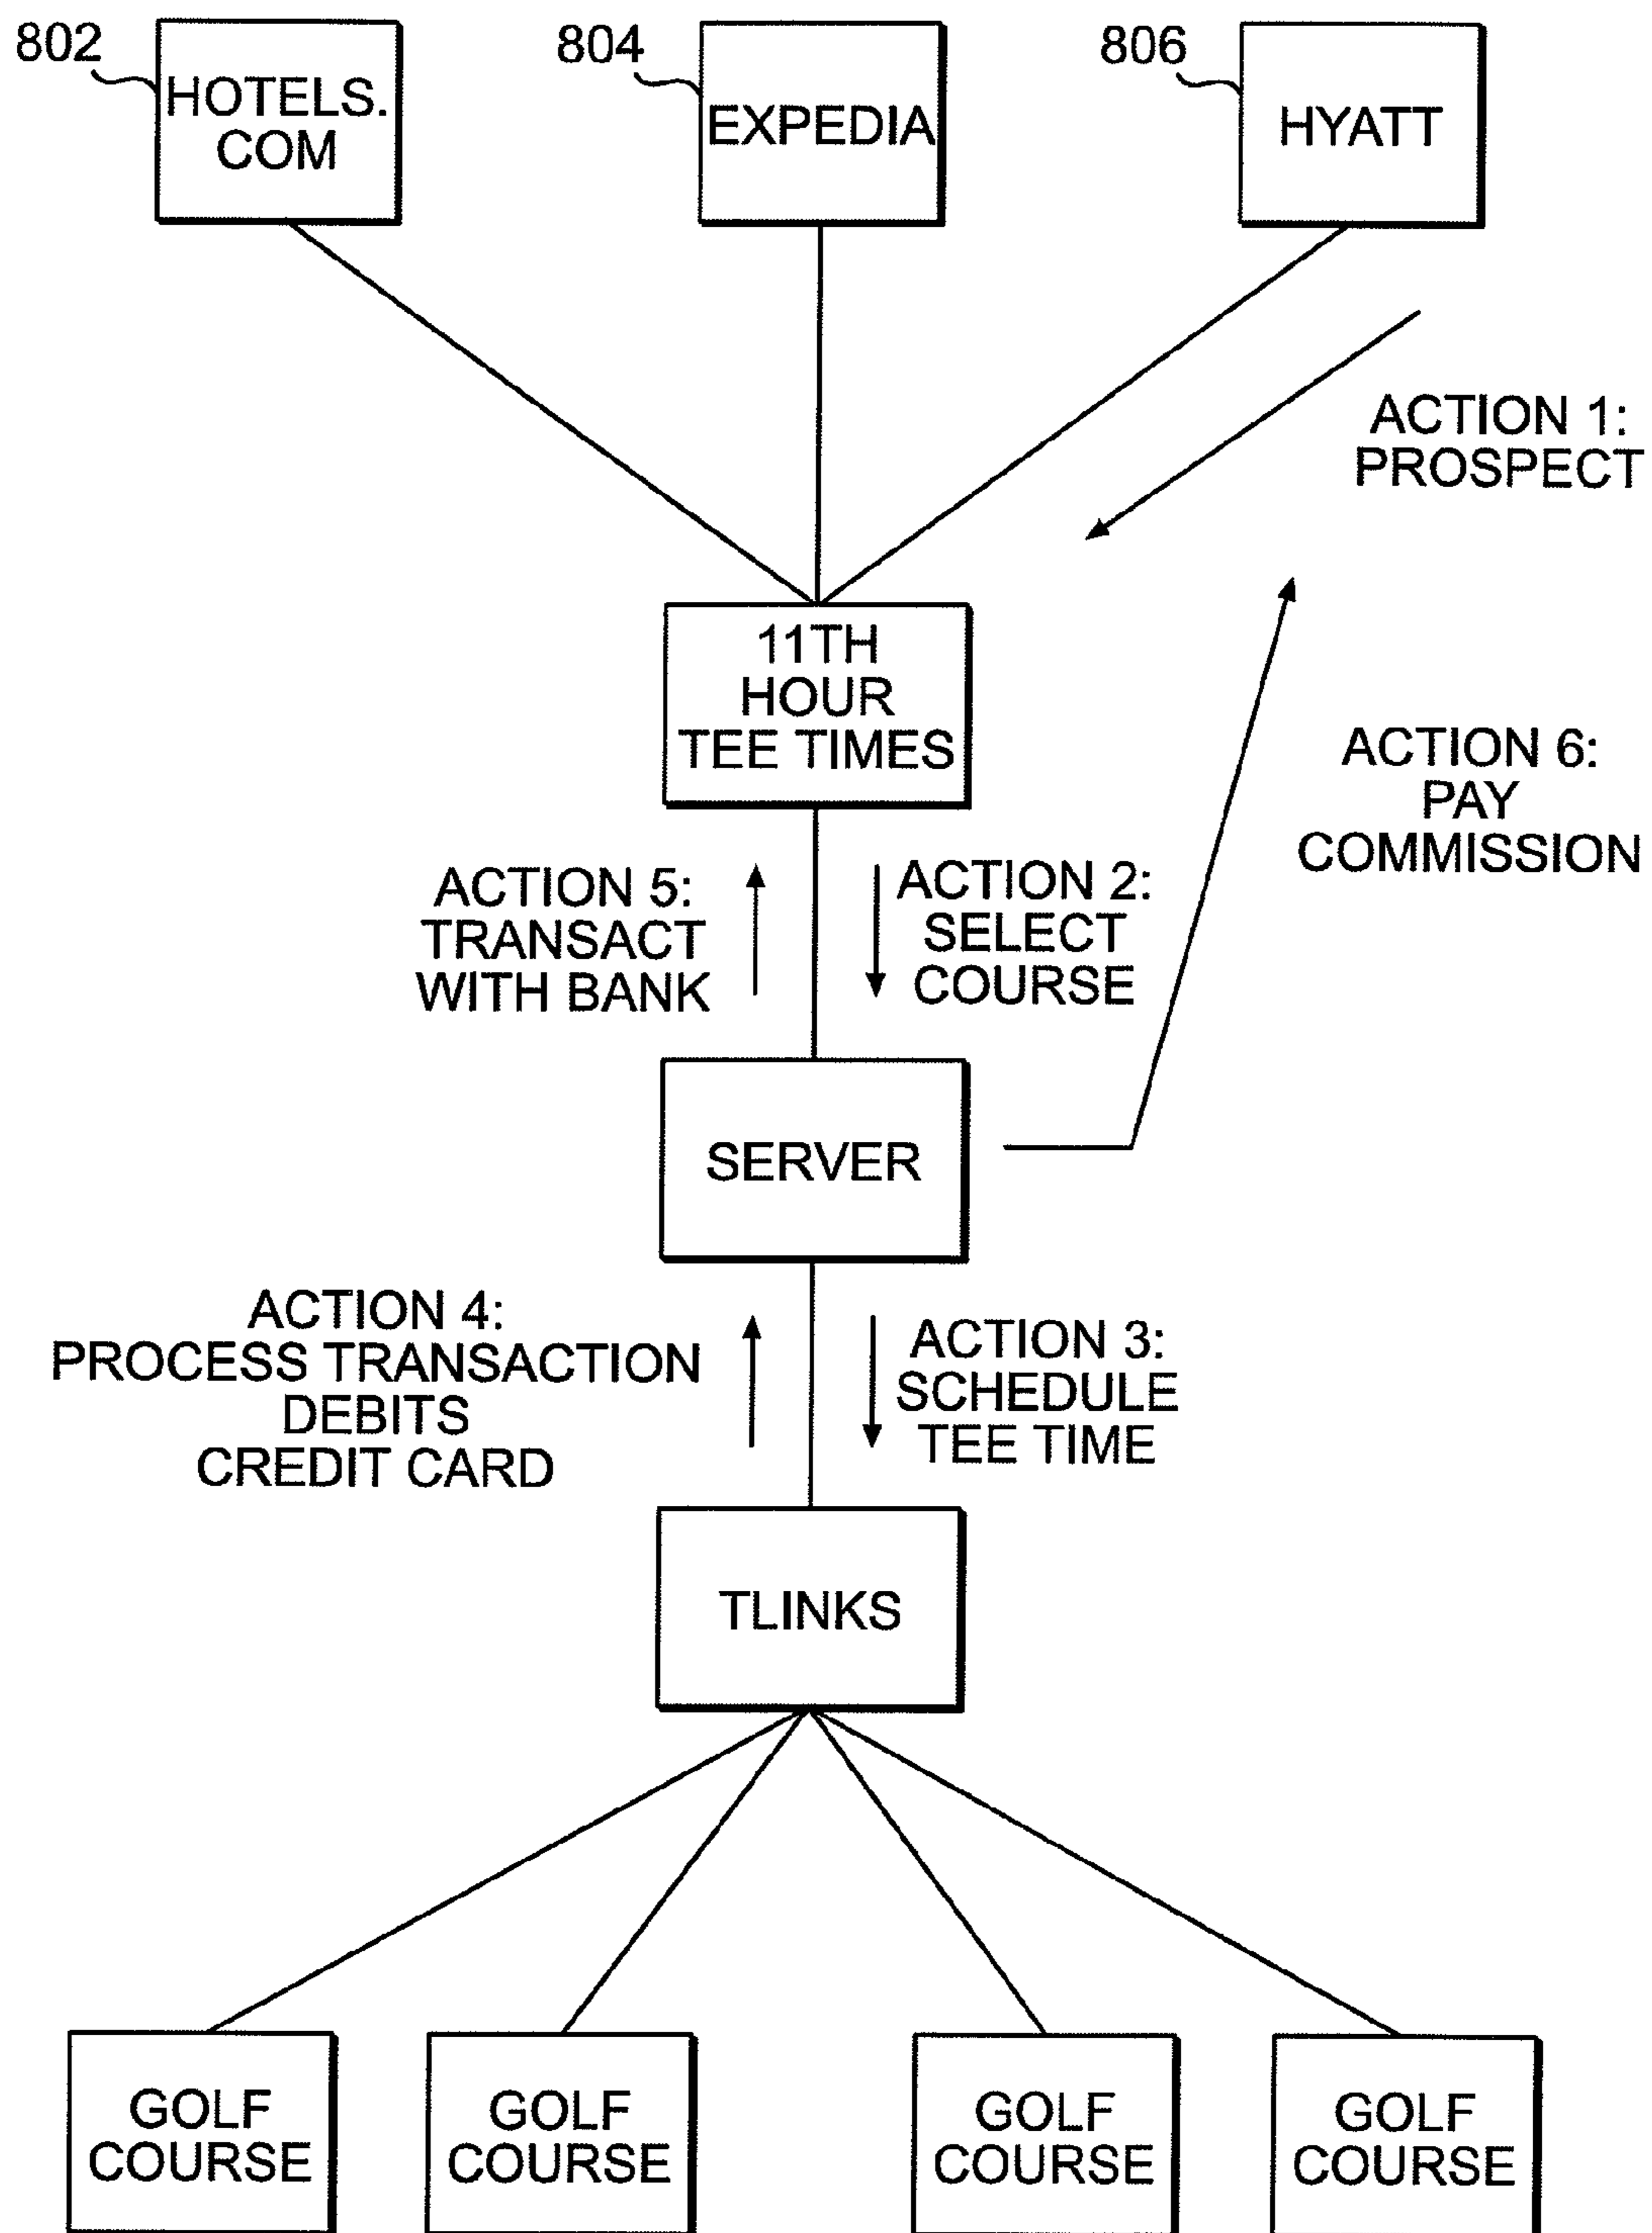 802
HOTELS.
COM
804
EXPEDIA
806
HYATT
ACTION 1:
PROSPECT
11TH
HOUR
TEE TIMES
ACTION 6:
PAY
COMMISSION
ACTION 5:
TRANSACT
WITH BANK
ACTION 2:
SELECT
COURSE
SERVER
ACTION 4:
PROCESS TRANSACTION
DEBITS
CREDIT CARD
ACTION 3:
SCHEDULE
TEE TIME
TLINKS
GOLF
COURSE
GOLF
COURSE
GOLF
COURSE
GOLF
COURSE